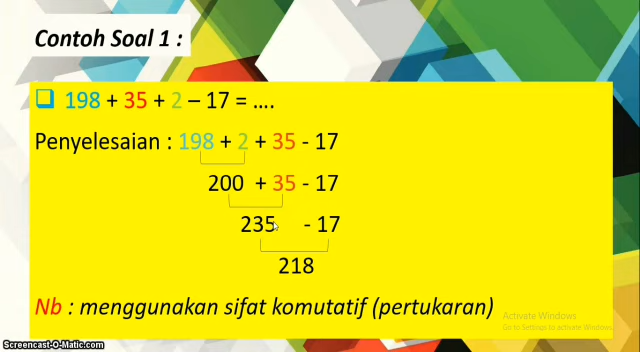 Contoh Soal 1 :
❑ 198 + 35 + 2 – 17 = ....
Penyelesaian : 198 + 2 + 35 - 17
200 + 35 - 17
235 - 17
218
Nb : menggunakan sifat komutatif (pertukaran)
Activate Windows
Go to Settings to activate Windows.
Screencast-O-Matic.com